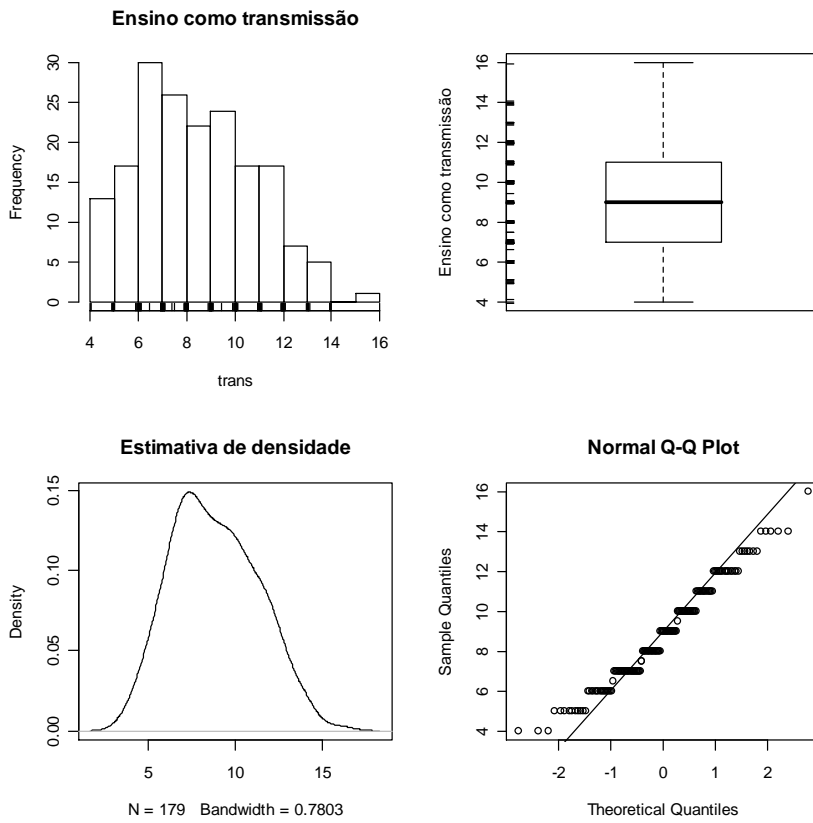 Ensino como transmissão
Frequency
0 5 10 15 20 25 30
4 6 8 10 12 14 16
trans
Ensino como transmissão
4 6 8 10 12 14 16
Estimativa de densidade
Density
0.00 0.05 0.10 0.15
5 10 15
N = 179 Bandwidth = 0.7803
Normal Q-Q Plot
Sample Quantiles
4 6 8 10 12 14 16
-2 -1 0 1 2
Theoretical Quantiles